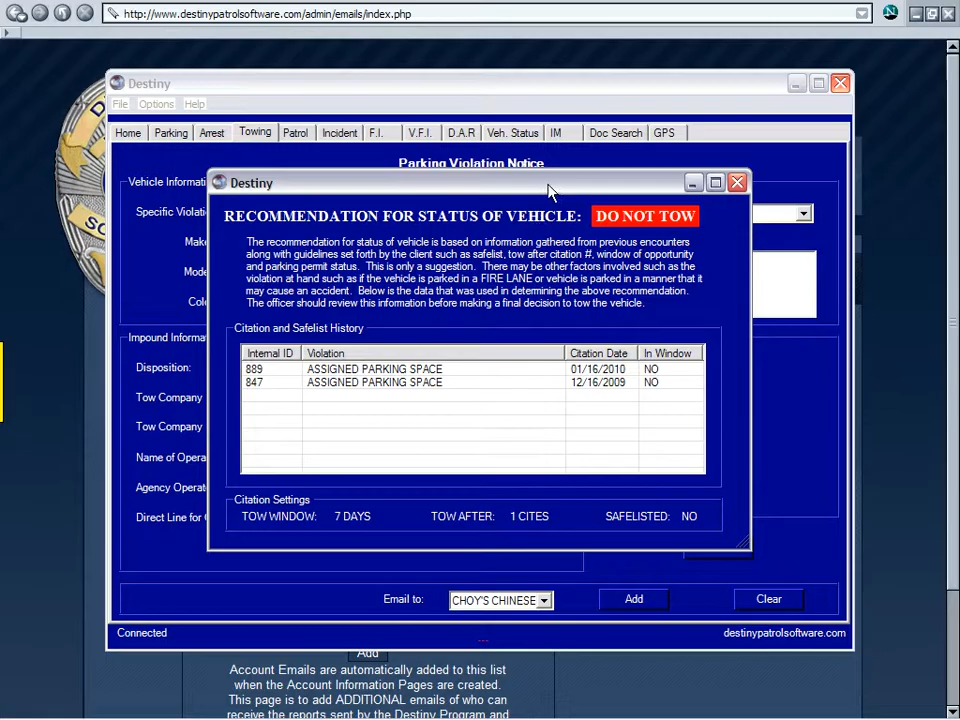 http://www.destinypatrolsoftware.com/admin/emails/index.php
N
Destiny
File Options Help
Home Parking Arrest Towing Patrol Incident F.I. V.F.I. D.A.R Veh. Status IM Doc Search GPS
Parking Violation Notice
Vehicle
Specific
Destiny
RECOMMENDATION FOR STATUS OF VEHICLE: DO NOT TOW
The recommendation for status of vehicle is based on information gathered from previous encounters
along with guidelines set forth by the client such as safelist, tow after citation #, window of opportunity
and parking permit status. This is only a suggestion. There may be other factors involved such as the
violation at hand such as if the vehicle is parked in a FIRE LANE or vehicle is parked in a manner that it
may cause an accident. Below is the data that was used in determining the above recommendation.
The officer should review this information before making a final decision to tow the vehicle.
Citation and Safelist History
Internal ID Violation Citation Date In Window
889 ASSIGNED PARKING SPACE 01/16/2010 NO
847 ASSIGNED PARKING SPACE 12/16/2009 NO
Citation Settings
TOW WINDOW: 7 DAYS TOW AFTER: 1 CITES SAFELISTED: NO
Impound
Disposition:
Tow Company
Tow Company
Name of
Agency
Direct Line for
Email to: CHOY'S CHINESE Add Clear
Connected
destinypatrolsoftware.com
Add
Account Emails are automatically added to this list
when the Account Information Pages are created.
This page is to add ADDITIONAL emails of who can
receive the reports sent by the Destiny Program and